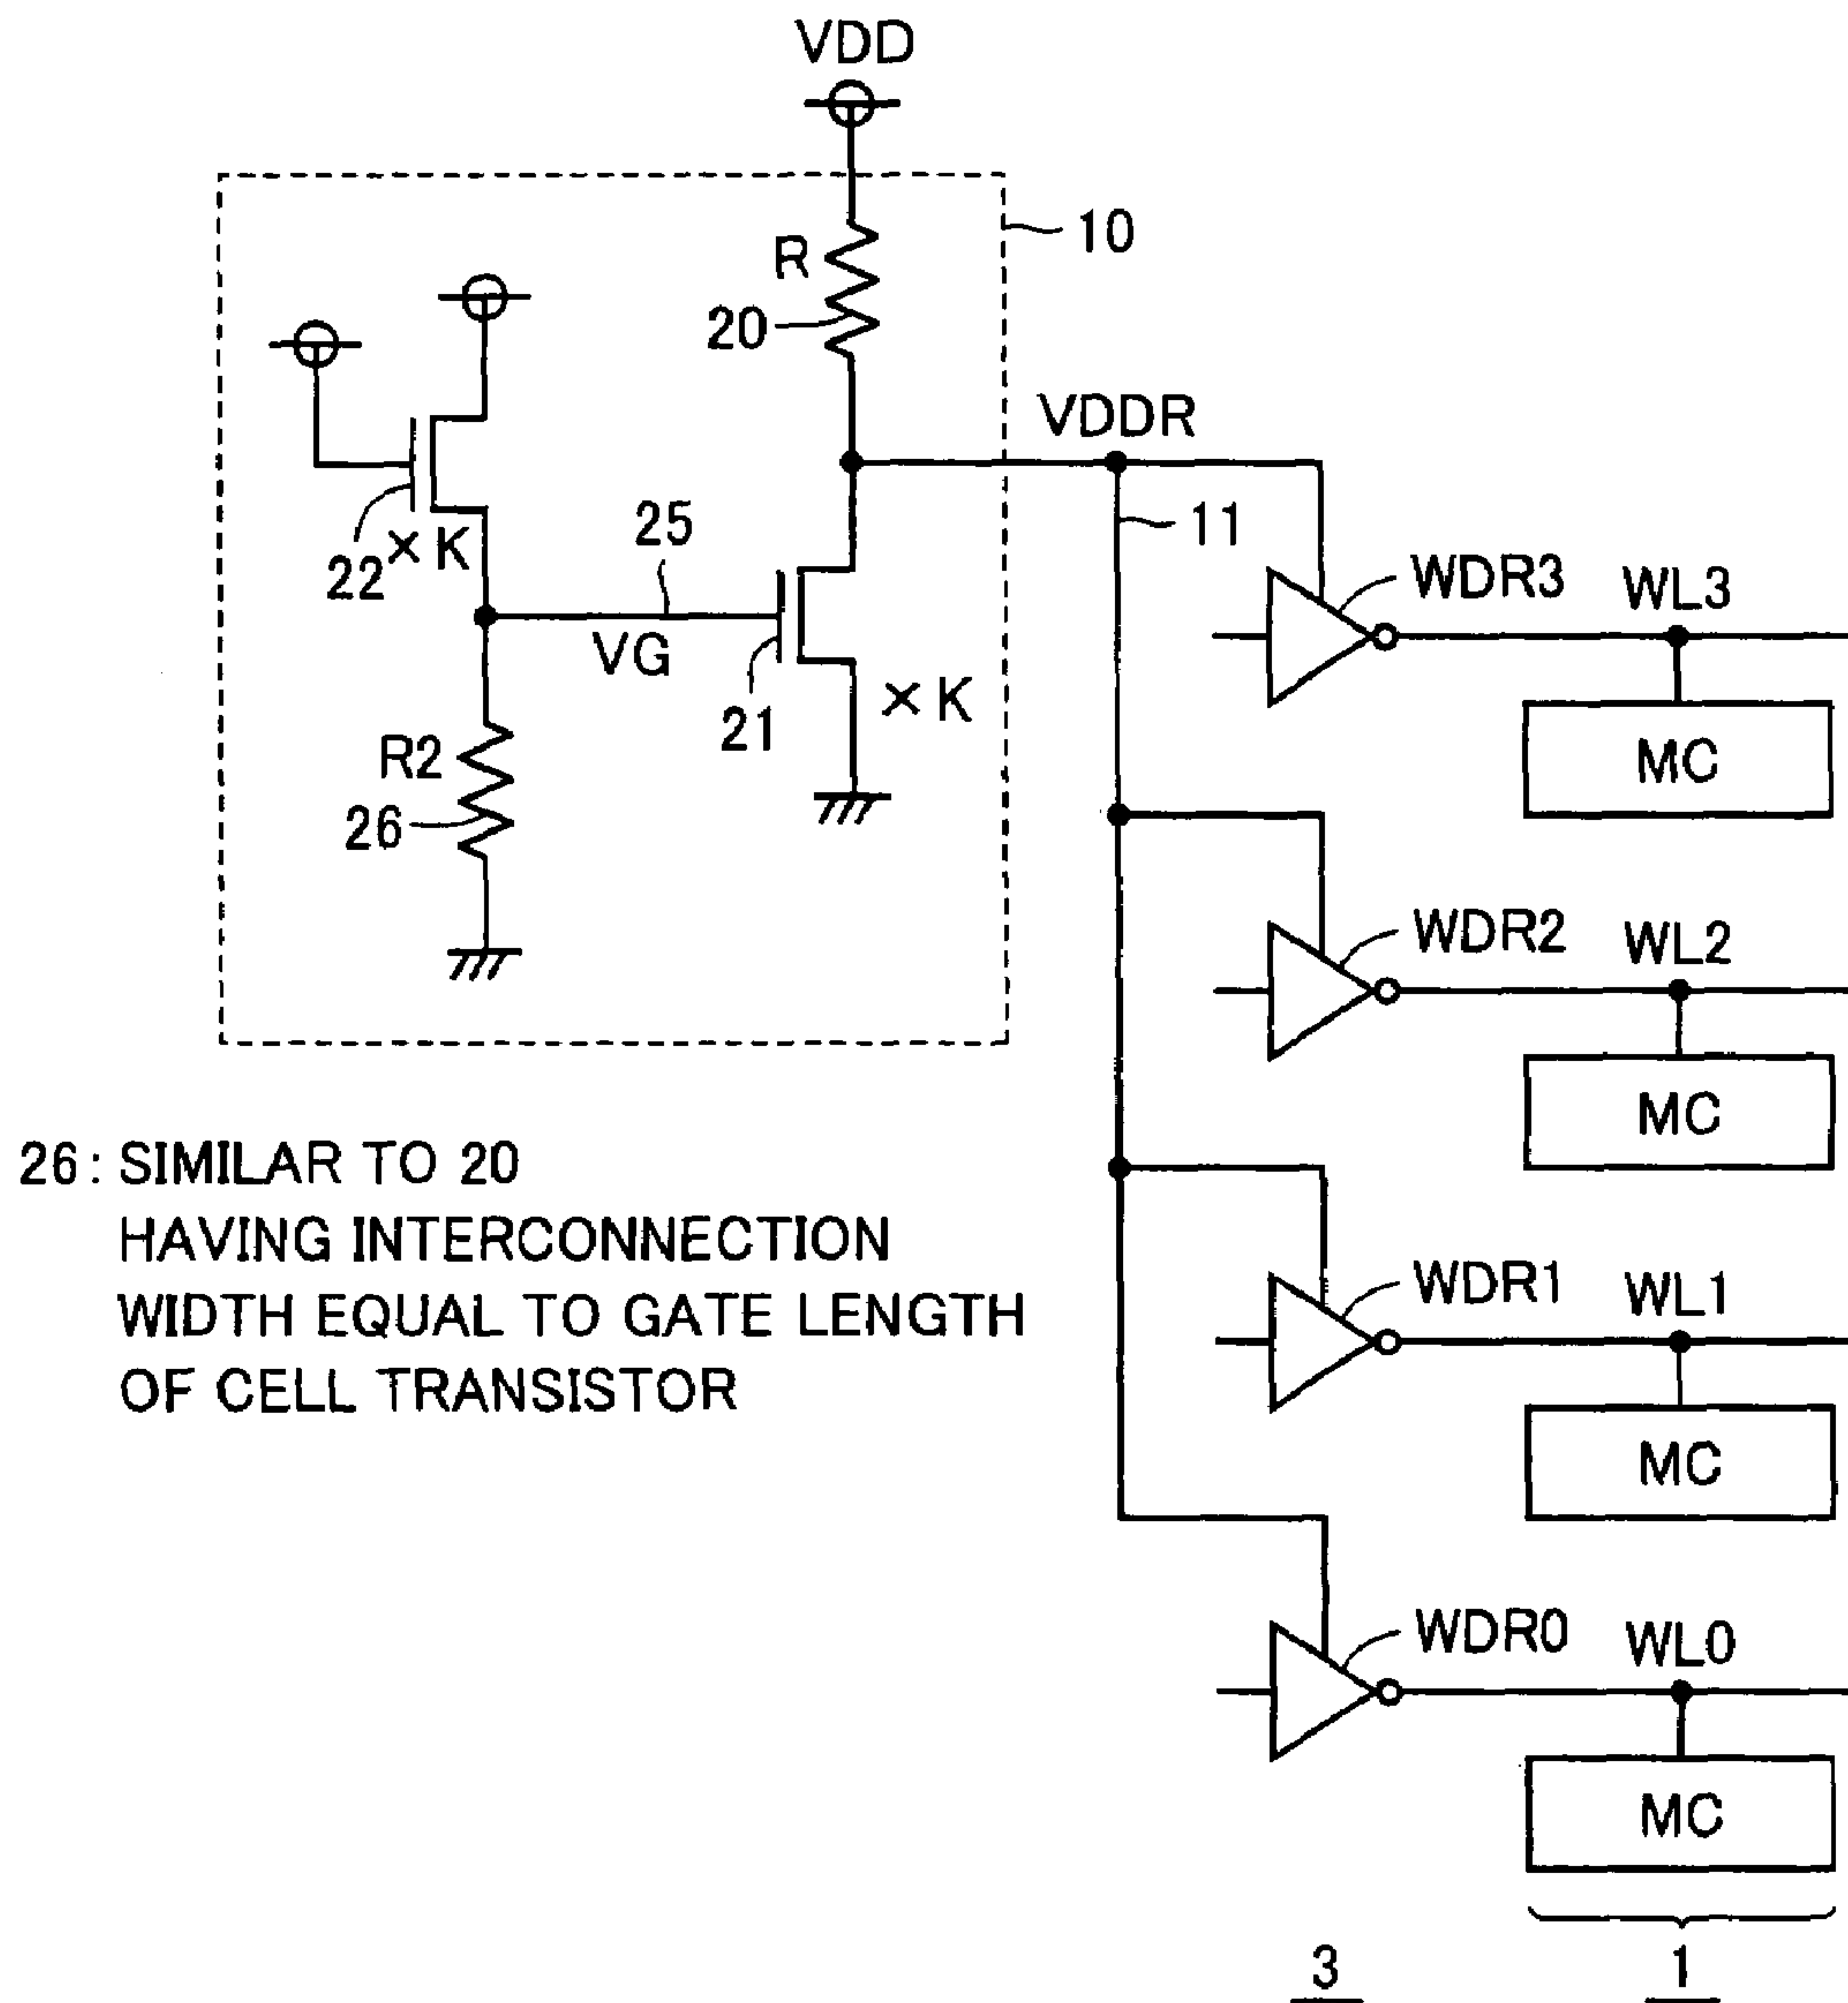 VDD
10
R
20
VDDR
11
22
× K
25
VG
21
× K
R2
26
WDR3
WL3
MC
WDR2
WL2
MC
26 : SIMILAR TO 20
HAVING INTERCONNECTION
WIDTH EQUAL TO GATE LENGTH
OF CELL TRANSISTOR
WDR1
WL1
MC
WDR0
WL0
MC
3
1